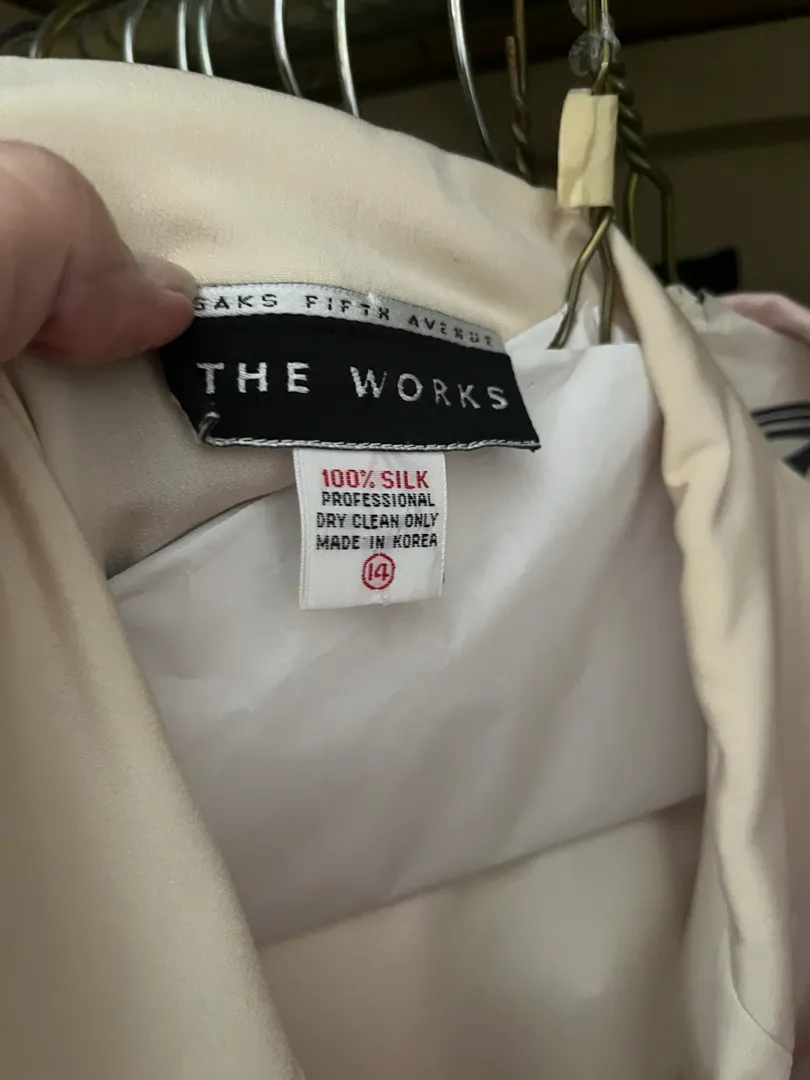 SAKS FIFTH AVENUE
THE WORKS
100% SILK
PROFESSIONAL
DRY CLEAN ONLY
MADE IN KOREA
14